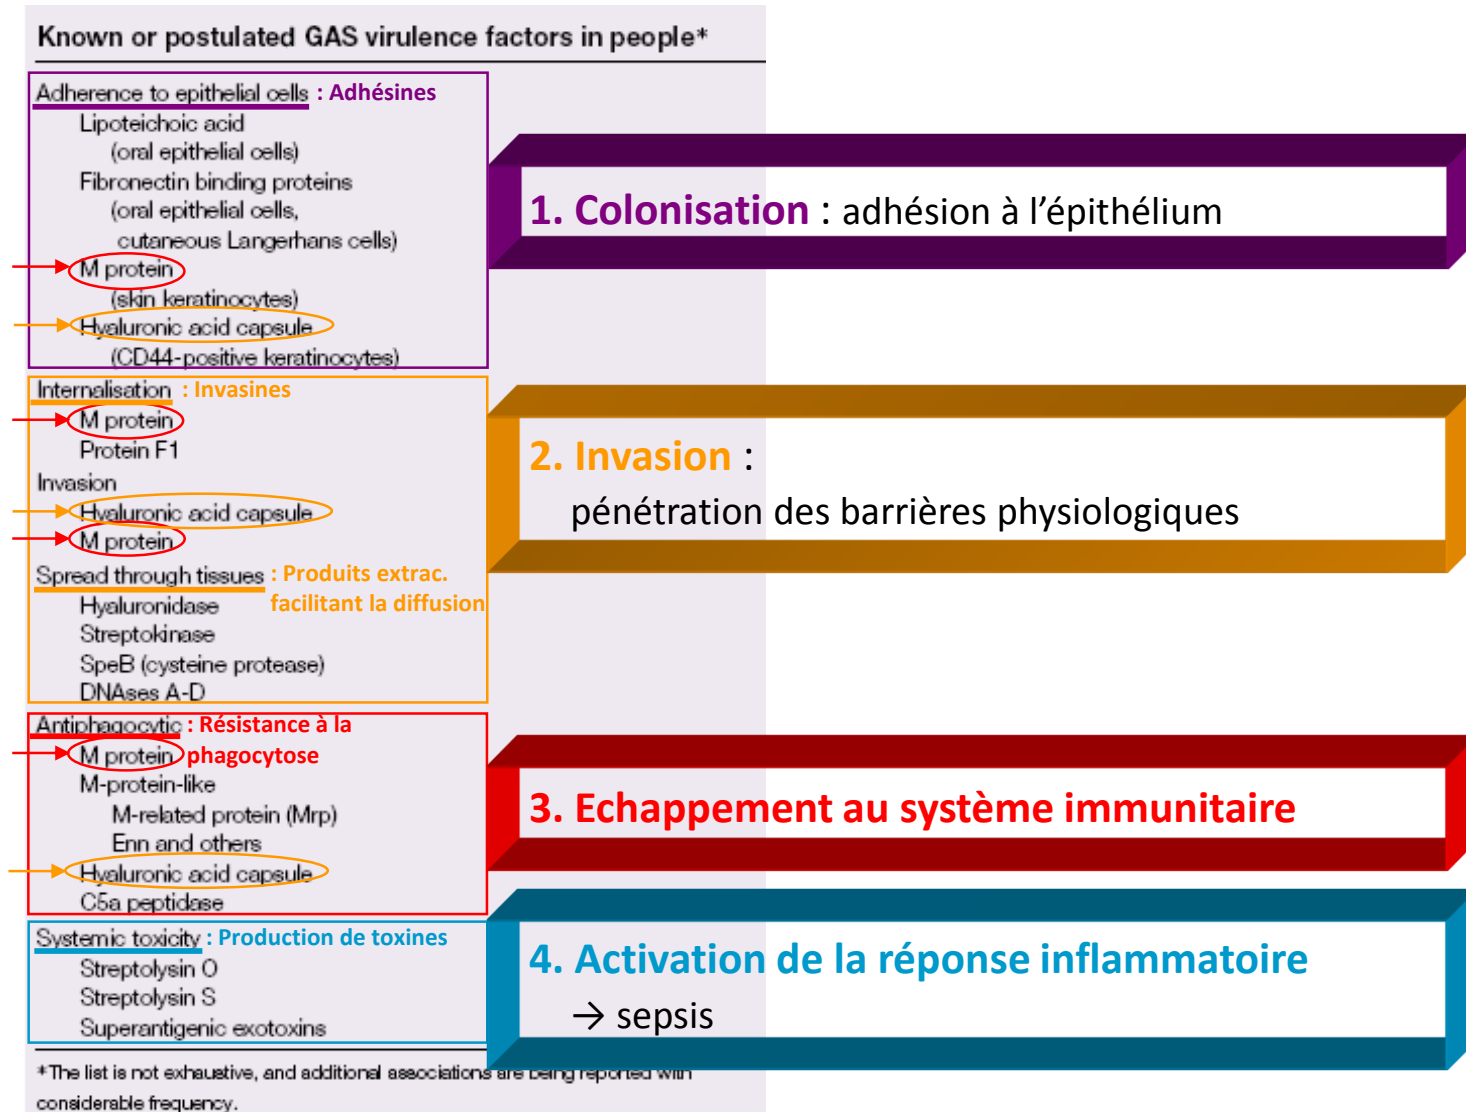 Known or postulated GAS virulence factors in people*
Adherence to epithelial cells : Adhésines
Lipoteichoic acid
(oral epithelial cells)
Fibronectin binding proteins
(oral epithelial cells,
cutaneous Langerhans cells)
M protein
(skin keratinocytes)
Hyaluronic acid capsule
(CD44-positive keratinocytes)
1. Colonisation : adhésion à l'épithélium
Internalisation : Invasines
M protein
Protein F1
Invasion
Hyaluronic acid capsule
M protein
Spread through tissues : Produits extrac.
facilitant la diffusion
Hyaluronidase
Streptokinase
SpeB (cysteine protease)
DNAses A-D
2. Invasion :
pénétration des barrières physiologiques
Antiphagocytic : Résistance à la
M protein phagocytose
M-protein-like
M-related protein (Mrp)
Enn and others
Hyaluronic acid capsule
C5a peptidase
3. Echappement au système immunitaire
Systemic toxicity : Production de toxines
Streptolysin O
Streptolysin S
Superantigenic exotoxins
4. Activation de la réponse inflammatoire
→ sepsis
*The list is not exhaustive, and additional associations are being reported with
considerable frequency.